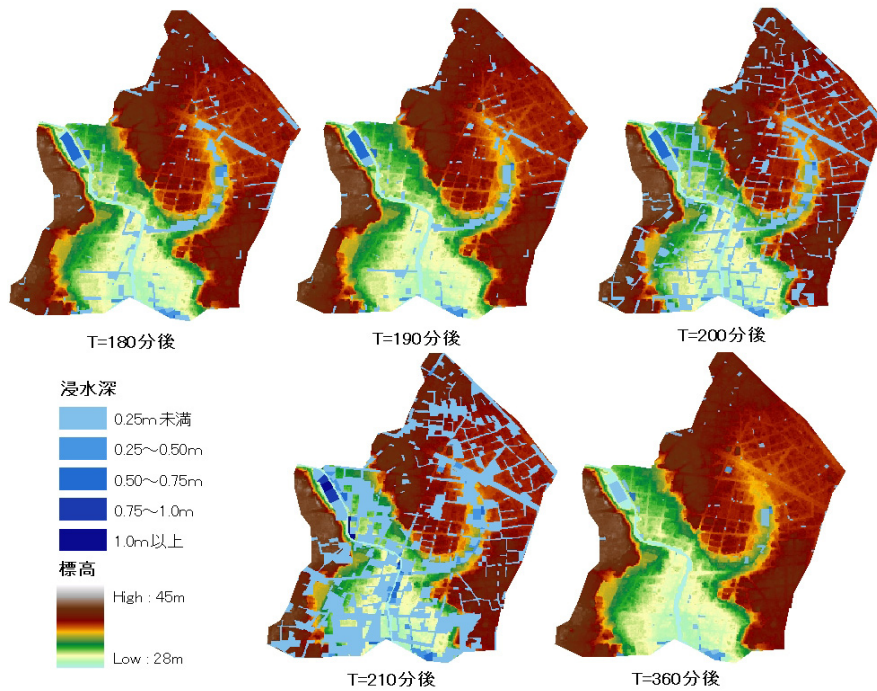 T=180分後
T=190分後
T=200分後
浸水深
0.25m未満
0.25～0.50m
0.50～0.75m
0.75～1.0m
1.0m以上
標高
High : 45m
Low : 28m
T=210分後
T=360分後